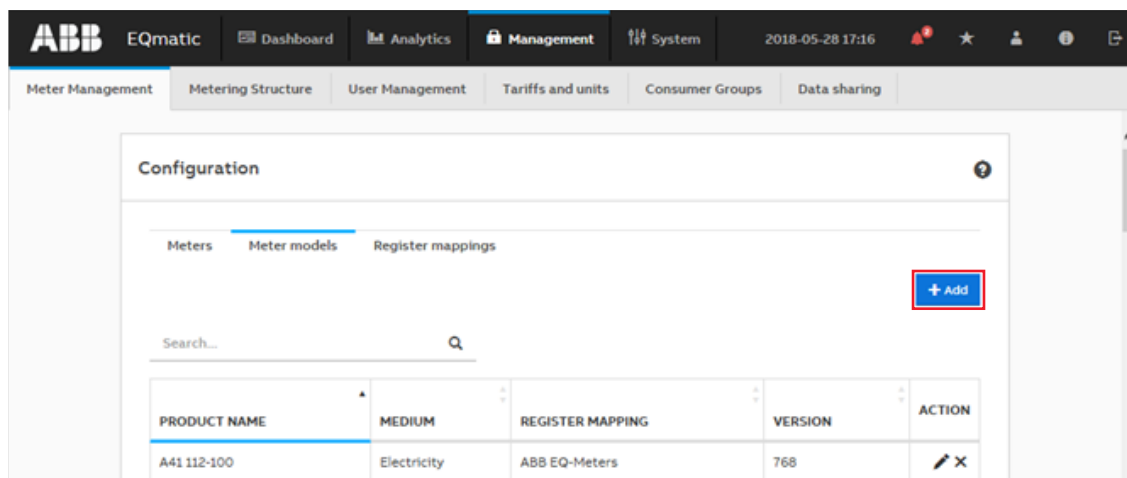 ABB EQmatic Dashboard Analytics Management System 2018-05-28 17:16 2
Meter Management Metering Structure User Management Tariffs and units Consumer Groups Data sharing
Configuration
Meters Meter models Register mappings
+ Add
Search...
PRODUCT NAME MEDIUM REGISTER MAPPING VERSION ACTION
A41 112-100 Electricity ABB EQ-Meters 768